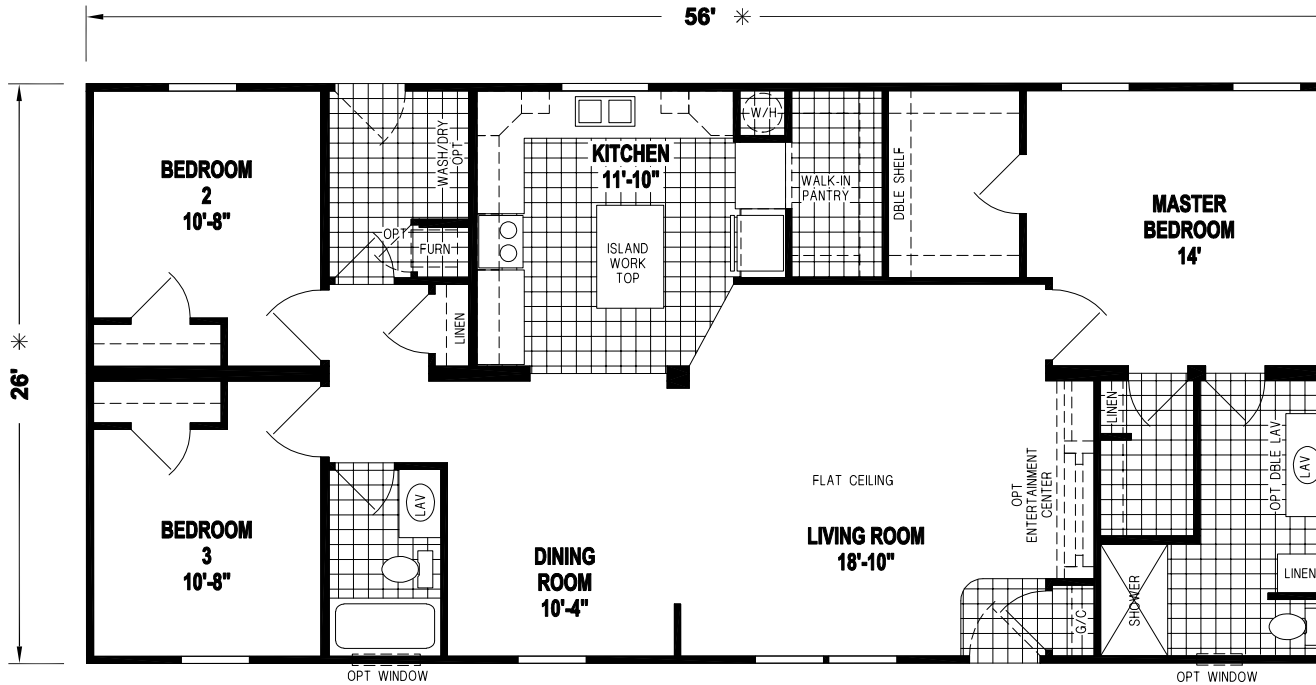 56' *
26' *
BEDROOM
2
10'-8"
WASH/DRY
OPT
OPT
FURN
LINEN
KITCHEN
11'-10"
ISLAND
WORK
TOP
W/H
WALK-IN
PANTRY
DBLE SHELF
MASTER
BEDROOM
14'
BEDROOM
3
10'-8"
LAV
OPT WINDOW
DINING
ROOM
10'-4"
FLAT CEILING
LIVING ROOM
18'-10"
OPT
ENTERTAINMENT
CENTER
G/C
LINEN
SHOWER
OPT DBLE LAV
LAV
LINEN
OPT WINDOW